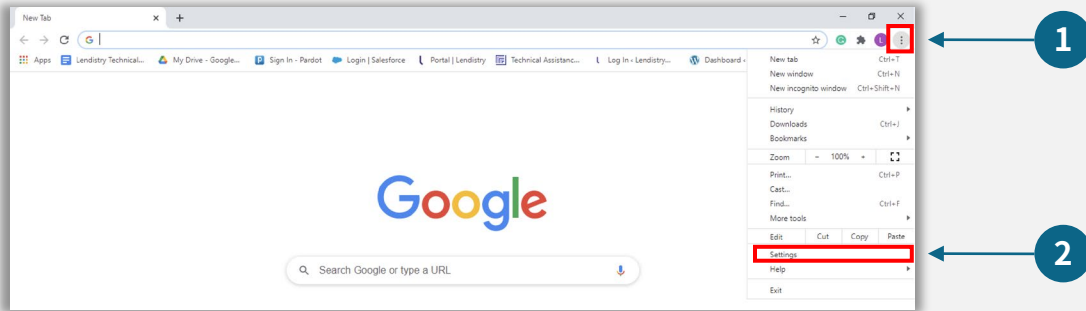 New Tab
1
G
L
Apps Lendistry Technical... My Drive - Google... Sign In - Pardot Login | Salesforce Portal | Lendistry Technical Assistanc... Log In ‹ Lendistry... Dashboard ‹
New tab Ctrl+T
New window Ctrl+N
New incognito window Ctrl+Shift+N
History
Downloads Ctrl+J
Bookmarks
Zoom - 100% +
Print... Ctrl+P
Cast...
Find... Ctrl+F
More tools
Edit Cut Copy Paste
Settings
2
Help
Exit
Google
Search Google or type a URL